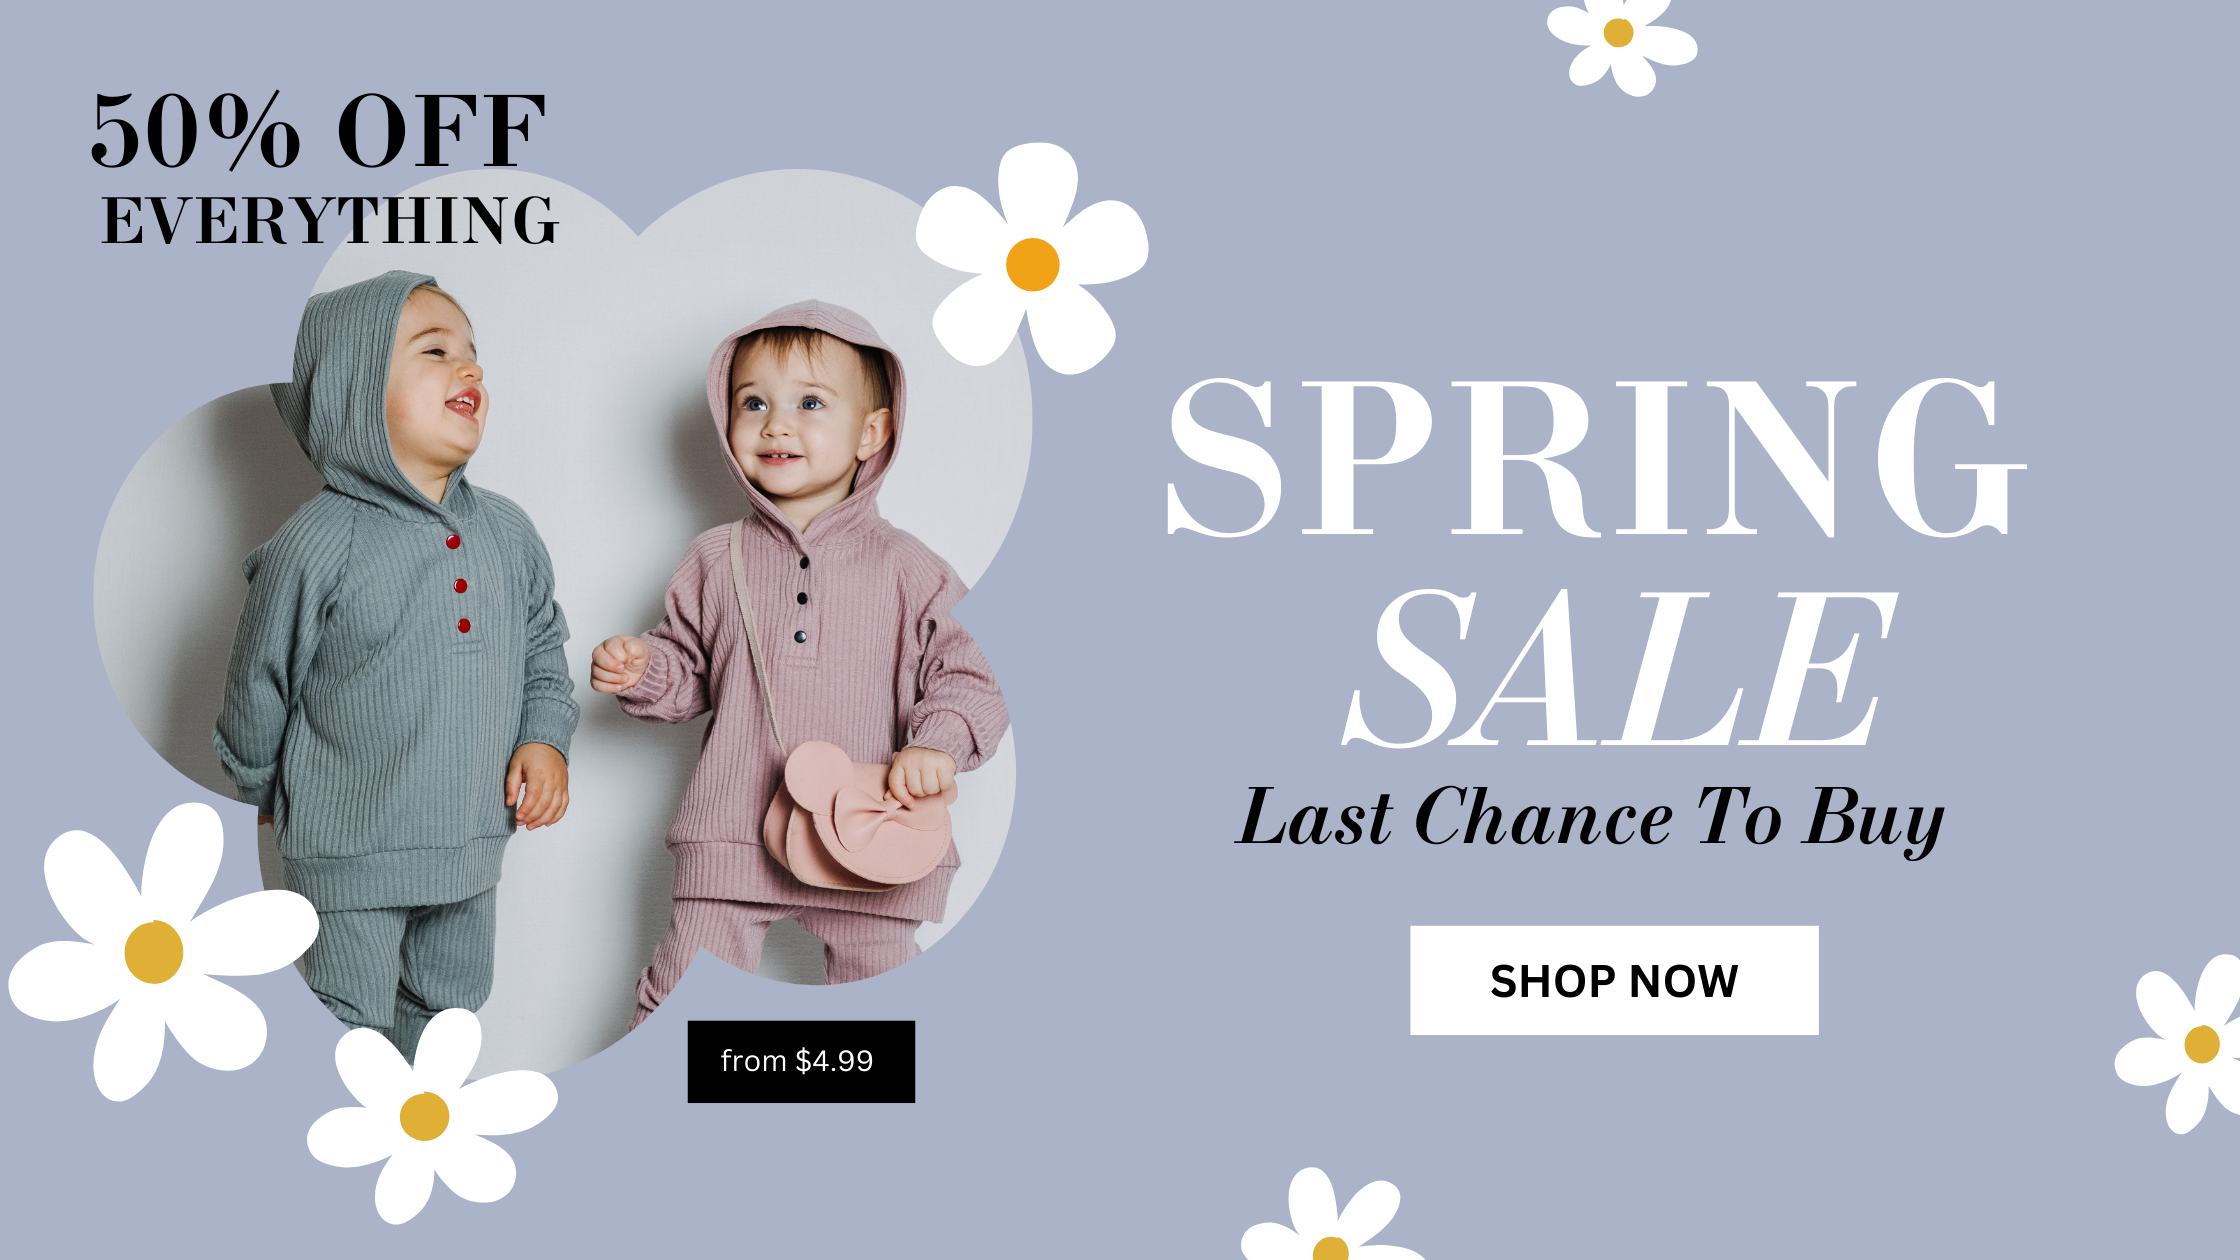 50% OFF
EVERYTHING
SPRING
SALE
Last Chance To Buy
SHOP NOW
from $4.99